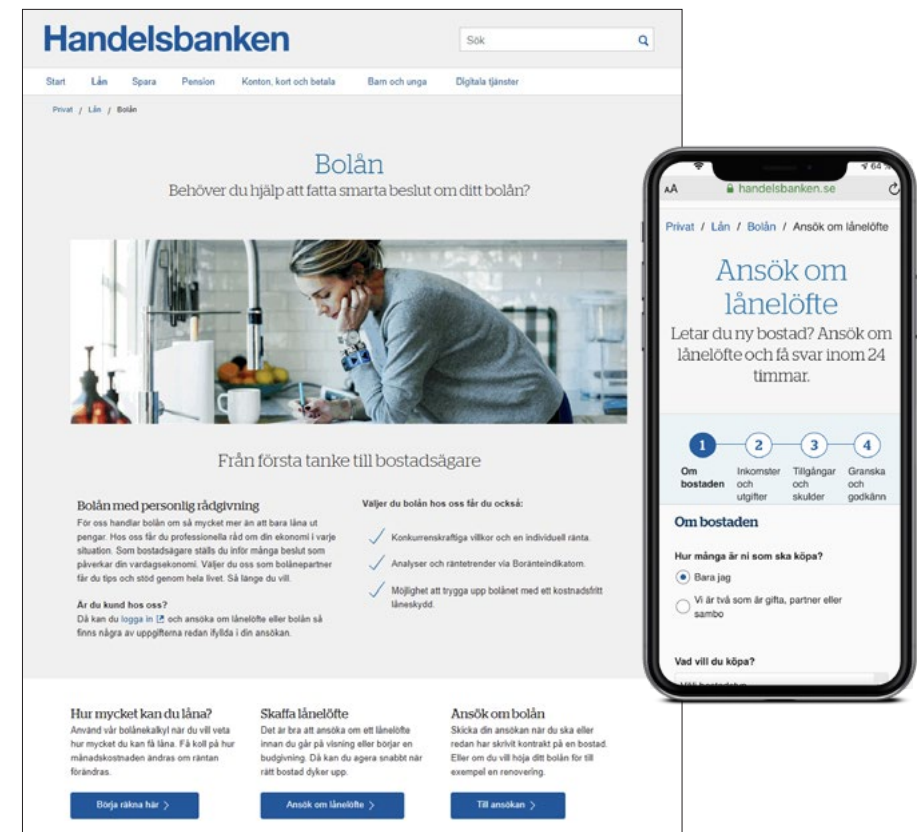 Handelsbanken
Sök
Start Lån Spara Pension Konton, kort och betala Barn och unga Digitala tjänster
Privat / Lån / Bolån
Bolån
Behöver du hjälp att fatta smarta beslut om ditt bolån?
Från första tanke till bostadsägare
Bolån med personlig rådgivning
För oss handlar bolån om så mycket mer än att bara låna ut
pengar. Hos oss får du professionella råd om din ekonomi i varje
situation. Som bostadsägare ställs du inför många beslut som
påverkar din vardagsekonomi. Väljer du oss som bolånepartner
får du tips och stöd genom hela livet. Så länge du vill.
Är du kund hos oss?
Då kan du logga in och ansöka om lånelöfte eller bolån så
finns några av uppgifterna redan ifyllda i din ansökan.
Väljer du bolån hos oss får du också:
Konkurrenskraftiga villkor och en individuell ränta.
Analyser och räntetrender via Boränteindikatorn.
Möjlighet att trygga upp bolånet med ett kostnadsfritt
låneskydd.
Hur mycket kan du låna?
Använd vår bolånekalkyl när du vill veta
hur mycket du kan få låna. Få koll på hur
månadskostnaden ändras om räntan
förändras.
Börja räkna här
Skaffa lånelöfte
Det är bra att ansöka om ett lånelöfte
innan du går på visning eller börjar en
budgivning. Då kan du agera snabbt när
rätt bostad dyker upp.
Ansök om lånelöfte
Ansök om bolån
Skicka din ansökan när du ska eller
redan har skrivit kontrakt på en bostad.
Eller om du vill höja ditt bolån för till
exempel en renovering.
Till ansökan
64 %
AA handelsbanken.se
Privat / Lån / Bolån / Ansök om lånelöfte
Ansök om
lånelöfte
Letar du ny bostad? Ansök om
lånelöfte och få svar inom 24
timmar.
1 2 3 4
Om bostaden
Inkomster och utgifter
Tillgångar och skulder
Granska och godkänn
Om bostaden
Hur många är ni som ska köpa?
Bara jag
Vi är två som är gifta, partner eller
sambo
Vad vill du köpa?